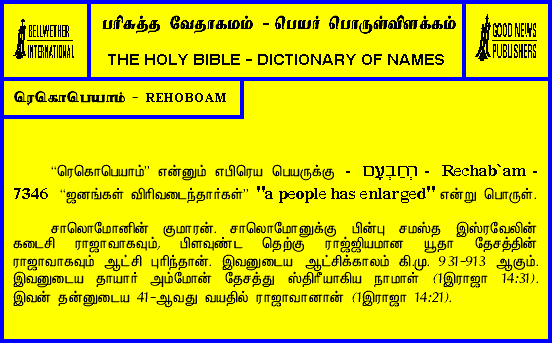 BELLWETHER
INTERNATIONAL
பரிசுத்த வேதாகமம் - பெயர் பொருள்விளக்கம்
THE HOLY BIBLE - DICTIONARY OF NAMES
GOOD NEWS
PUBLISHERS
ரெகொபெயாம் - REHOBOAM
“ரெகொபெயாம்” என்னும் எபிரெய பெயருக்கு - - Rechab`am -
7346 “ஜனங்கள் விரிவடைந்தார்கள்” "a people has enlarged" என்று பொருள்.
சாலொமோனின் குமாரன். சாலொமோனுக்கு பின்பு சமஸ்த இஸ்ரவேலின்
கடைசி ராஜாவாகவும், பிளவுண்ட தெற்கு ராஜ்ஜியமான யூதா தேசத்தின்
ராஜாவாகவும் ஆட்சி புரிந்தான். இவனுடைய ஆட்சிக்காலம் கி.மு. 931-913 ஆகும்.
இவனுடைய தாயார் அம்மோன் தேசத்து ஸ்திரீயாகிய நாமாள் (1இராஜா 14:31).
இவன் தன்னுடைய 41-ஆவது வயதில் ராஜாவானான் (1இராஜா 14:21).